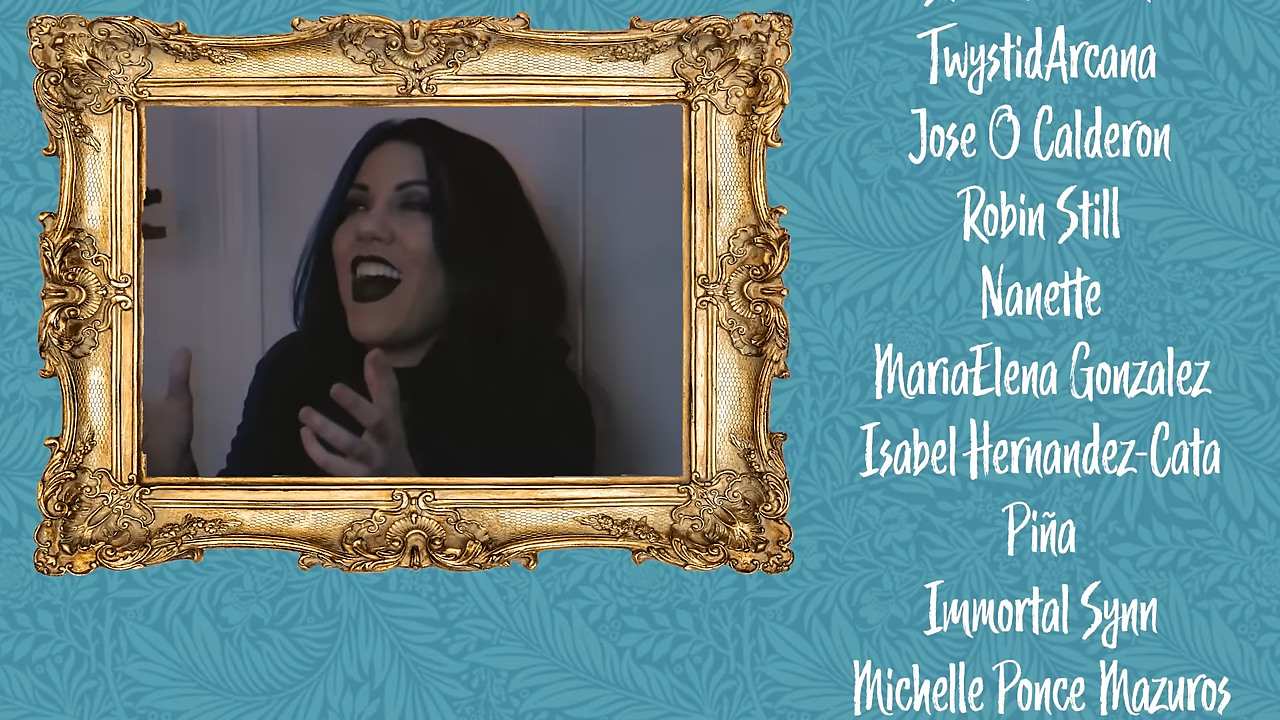 TwystidArcana
Jose O Calderon
Robin Still
Nanette
MariaElena Gonzalez
Isabel Hernandez-Cata
Piña
Immortal Synn
Michelle Ponce Mazuros